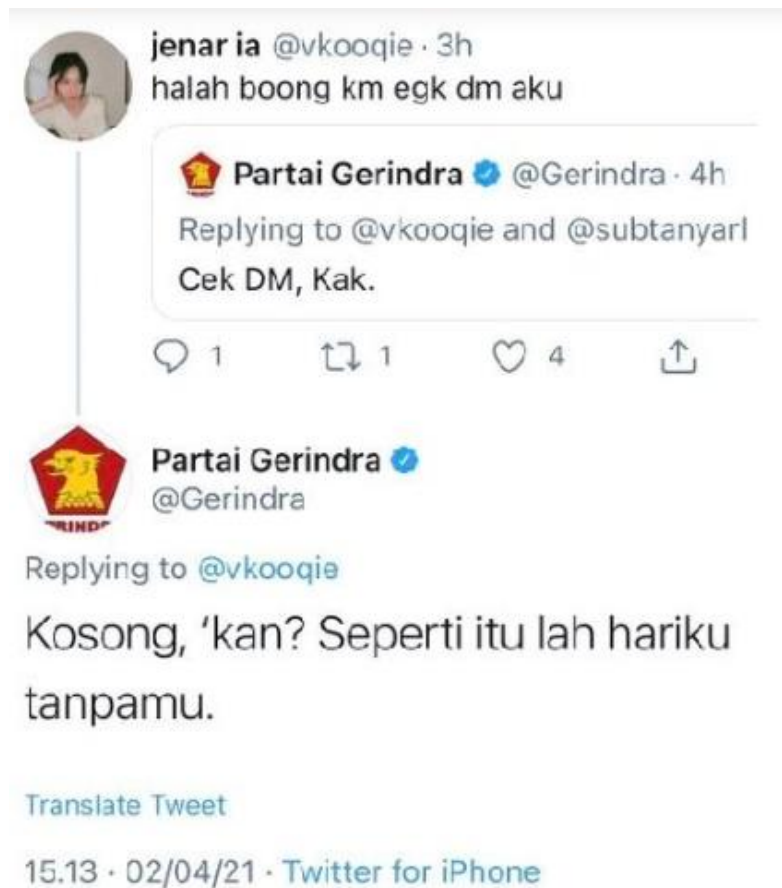 jenar ia @vkooqie · 3h
halah boong km egk dm aku
Partai Gerindra @Gerindra · 4h
Replying to @vkooqie and @subtanyarl
Cek DM, Kak.
1 1 4
Partai Gerindra
@Gerindra
RINDR
Replying to @vkooqie
Kosong, ‘kan? Seperti itu lah hariku
tanpamu.
Translate Tweet
15.13 · 02/04/21 · Twitter for iPhone